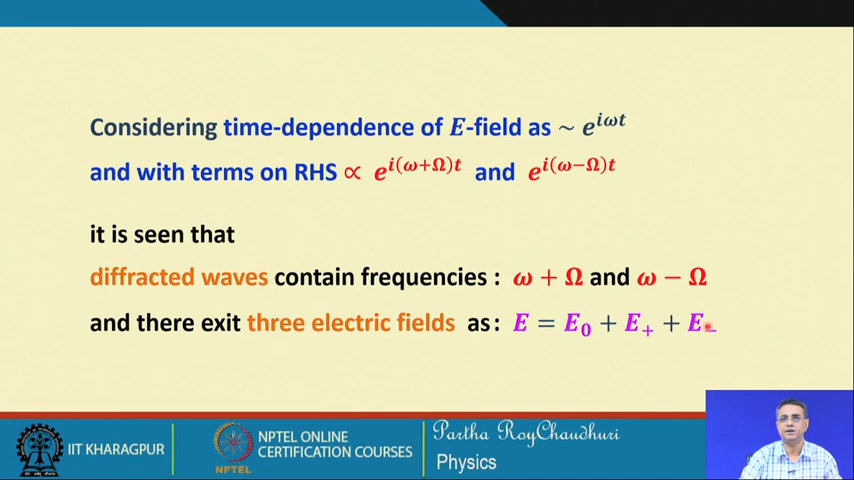 Considering time-dependence of E-field as ~ e^{iωt}
and with terms on RHS ∝ e^{i(ω+Ω)t} and e^{i(ω−Ω)t}
it is seen that
diffracted waves contain frequencies : ω + Ω and ω − Ω
and there exit three electric fields as: E = E₀ + E₊ + E₋
IIT KHARAGPUR
NPTEL
NPTEL ONLINE
CERTIFICATION COURSES
Partha RoyChaudhuri
Physics